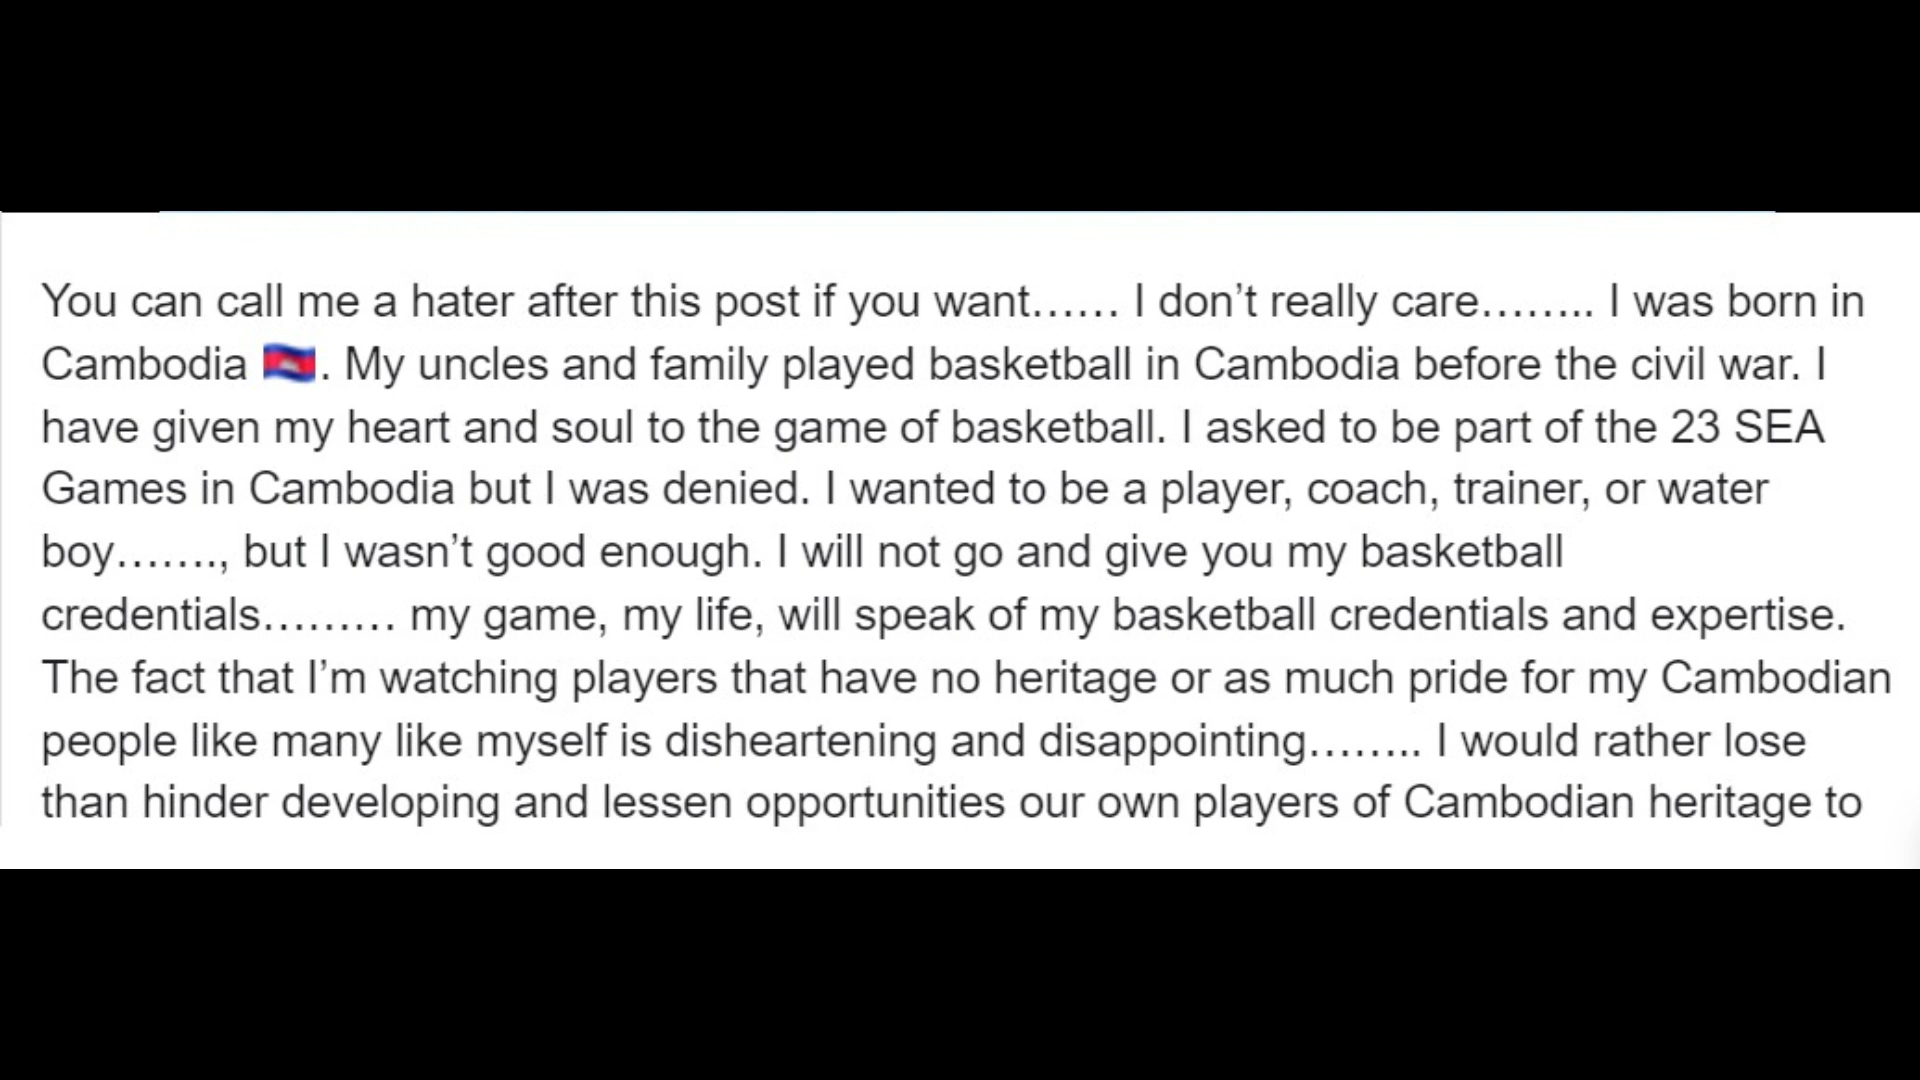 You can call me a hater after this post if you want…… I don’t really care…….. I was born in
Cambodia 🇰🇭. My uncles and family played basketball in Cambodia before the civil war. I
have given my heart and soul to the game of basketball. I asked to be part of the 23 SEA
Games in Cambodia but I was denied. I wanted to be a player, coach, trainer, or water
boy……., but I wasn’t good enough. I will not go and give you my basketball
credentials……… my game, my life, will speak of my basketball credentials and expertise.
The fact that I’m watching players that have no heritage or as much pride for my Cambodian
people like many like myself is disheartening and disappointing…….. I would rather lose
than hinder developing and lessen opportunities our own players of Cambodian heritage to